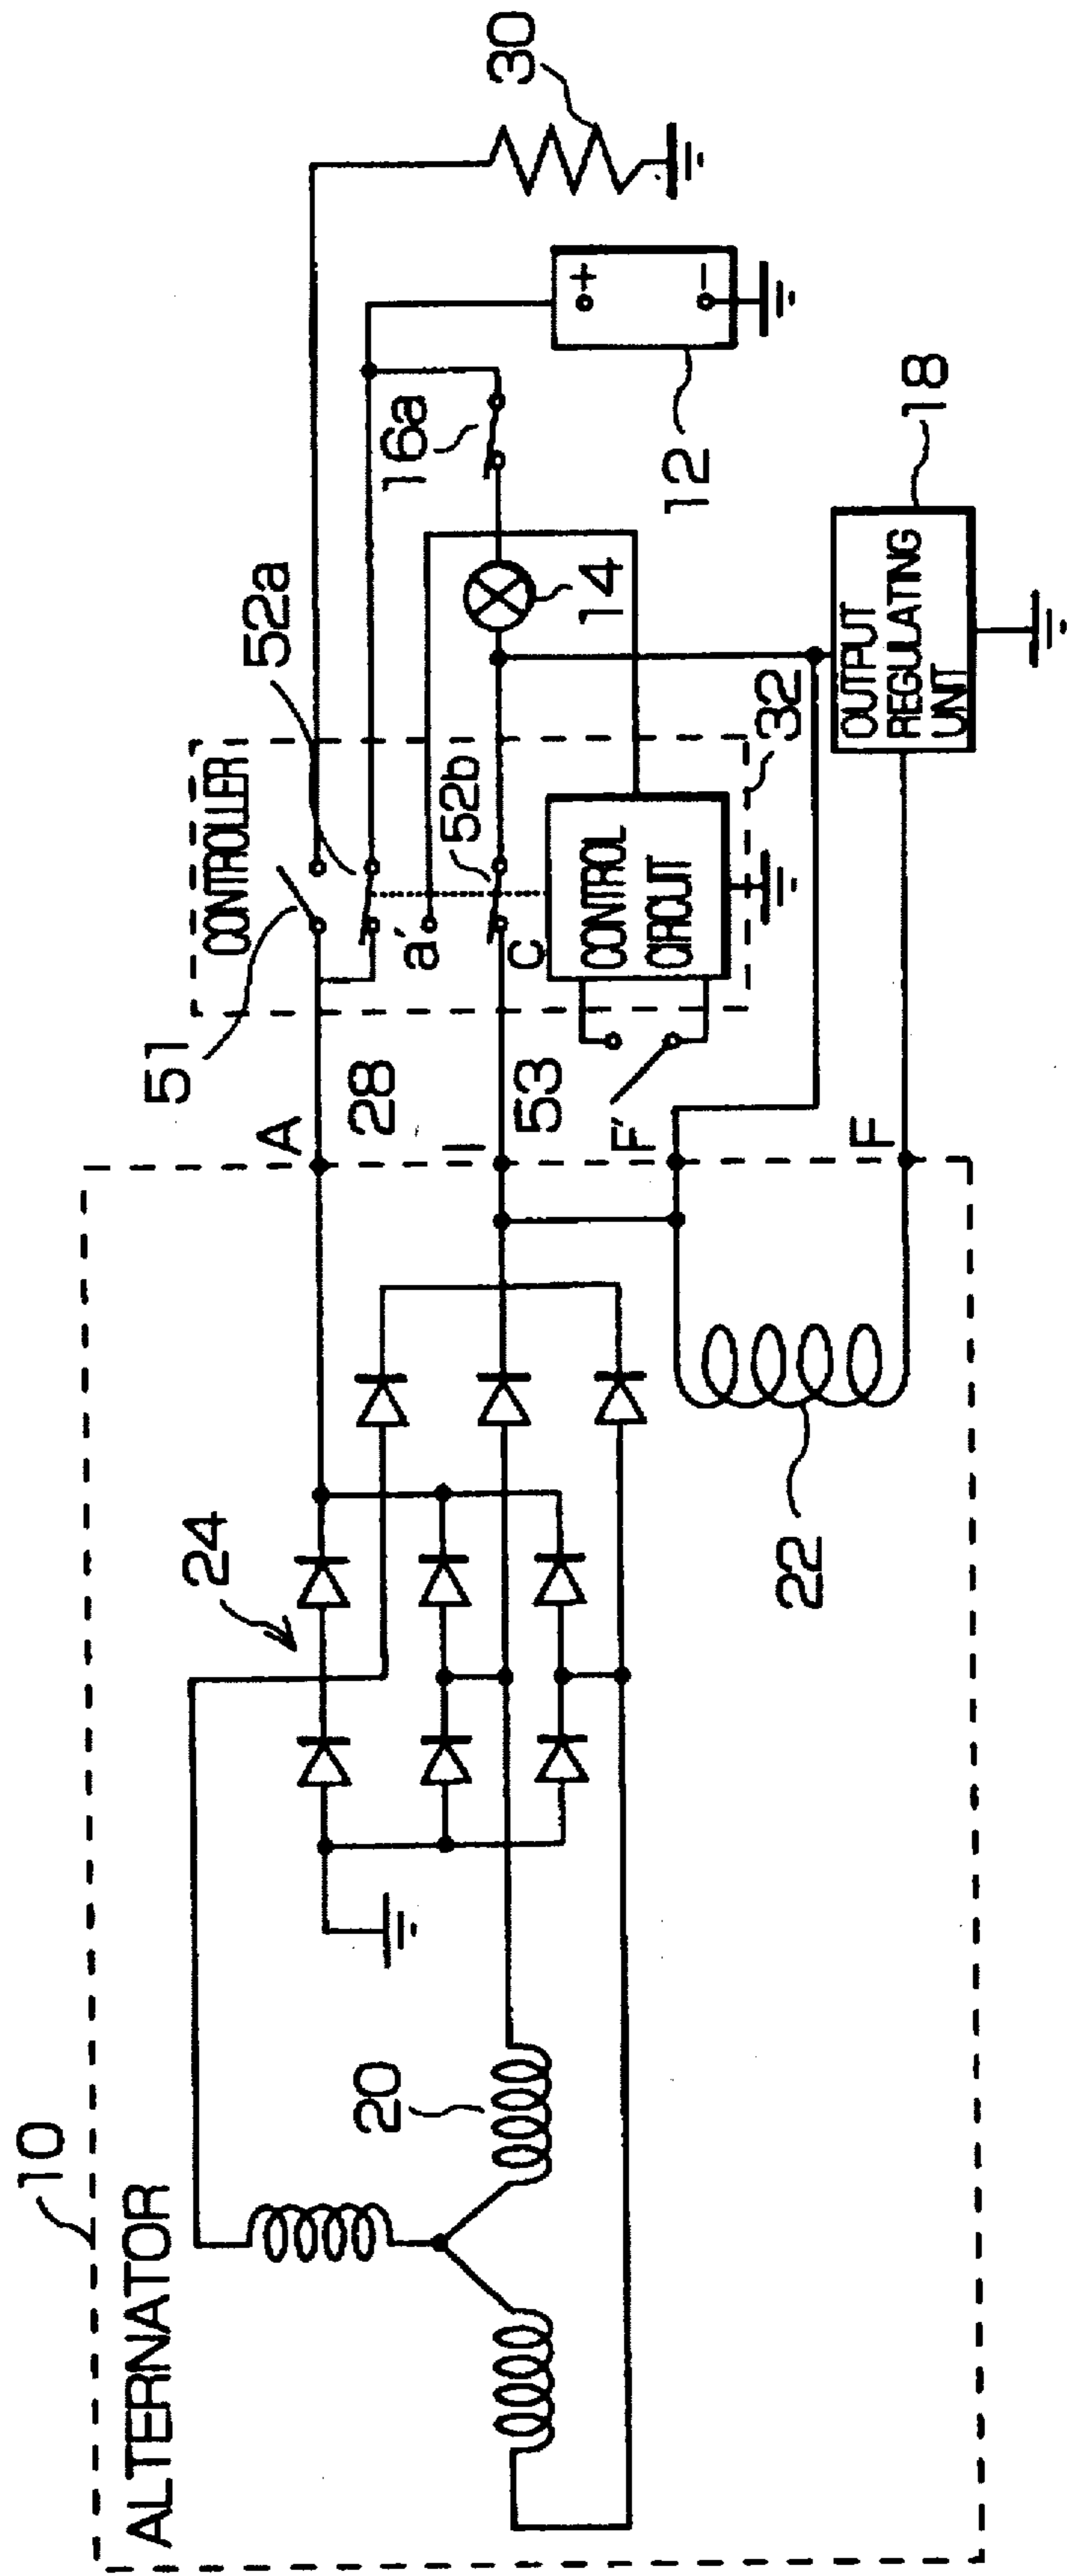 10
ALTERNATOR
20
24
22
A
I
F'
F
51
28
53
CONTROLLER
52a
a'
52b
C
CONTROL
CIRCUIT
32
16a
14
12
+
−
30
OUTPUT
REGULATING
UNIT
18